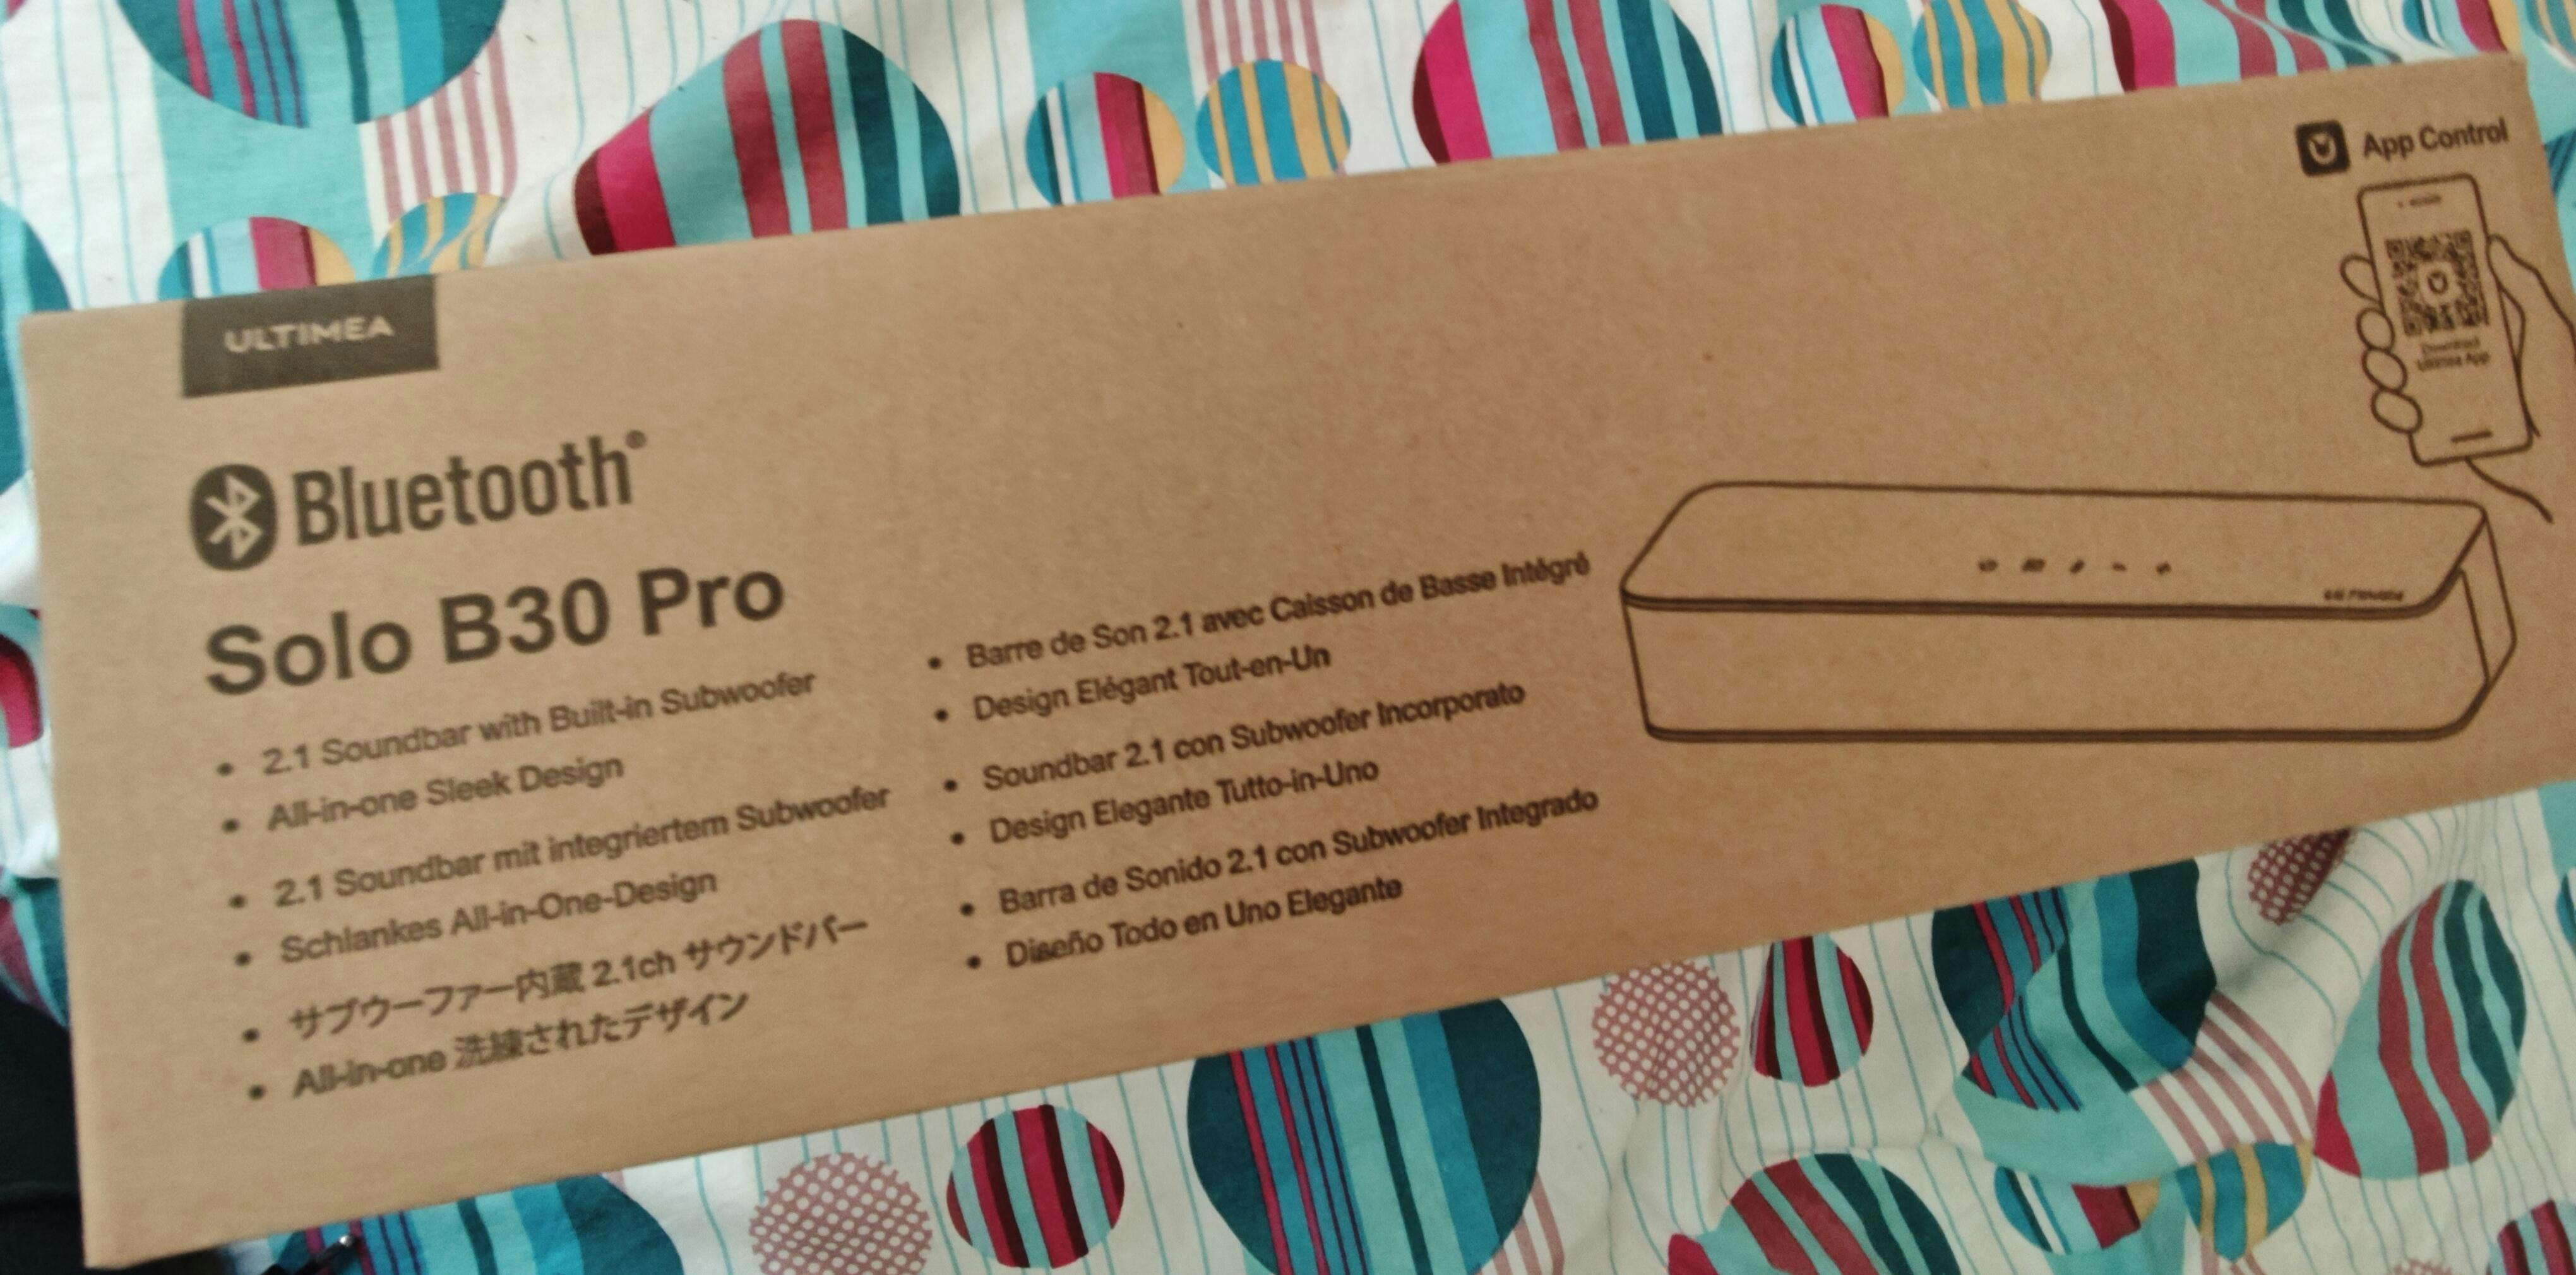 App Control
Download
Ultimea App
ULTIMEA
Bluetooth®
Solo B30 Pro
• 2.1 Soundbar with Built-in Subwoofer
• All-in-one Sleek Design
• 2.1 Soundbar mit integriertem Subwoofer
• Schlankes All-in-One-Design
• サブウーファー内蔵 2.1ch サウンドバー
• All-in-one 洗練されたデザイン
• Barre de Son 2.1 avec Caisson de Basse Intégré
• Design Elégant Tout-en-Un
• Soundbar 2.1 con Subwoofer Incorporato
• Design Elegante Tutto-in-Uno
• Barra de Sonido 2.1 con Subwoofer Integrado
• Diseño Todo en Uno Elegante